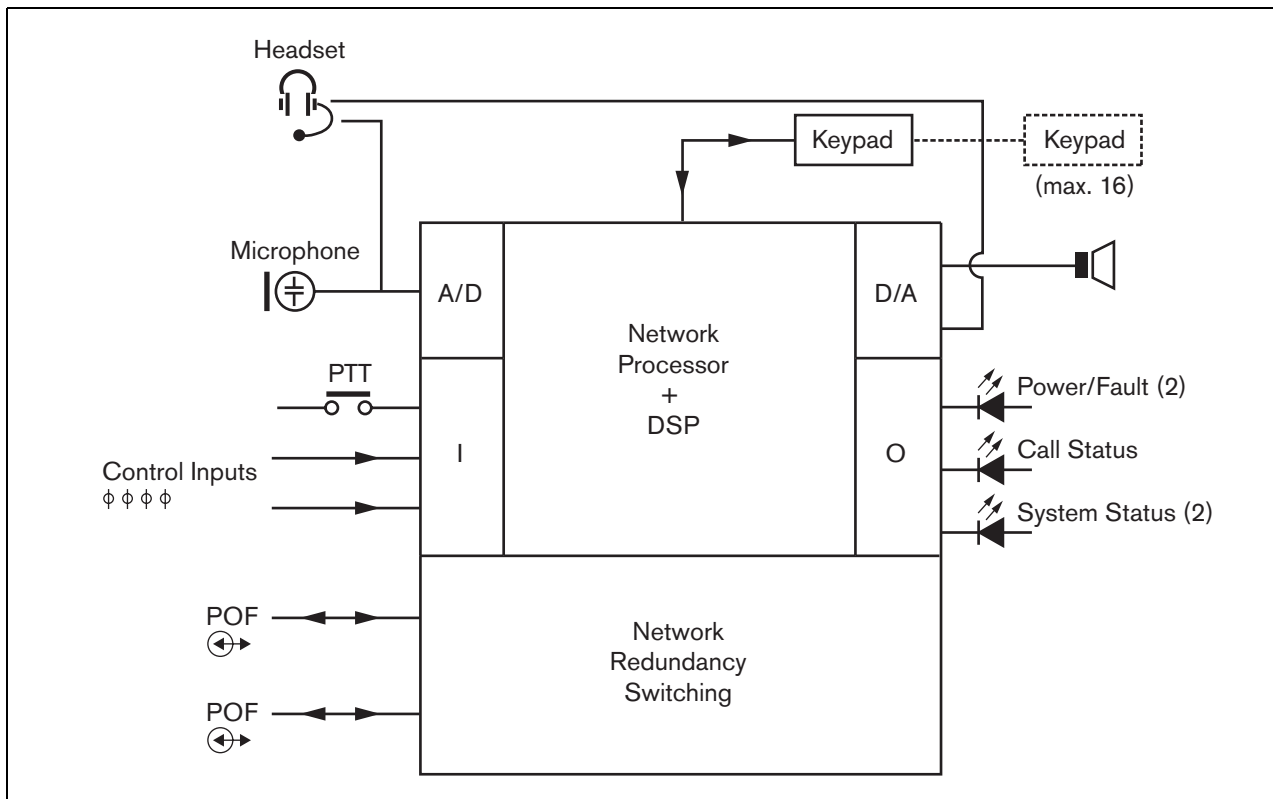 Headset
Keypad
Keypad
(max. 16)
Microphone
A/D
D/A
Network
Processor
+
DSP
PTT
I
O
Control Inputs
Power/Fault (2)
Call Status
System Status (2)
POF
POF
Network
Redundancy
Switching